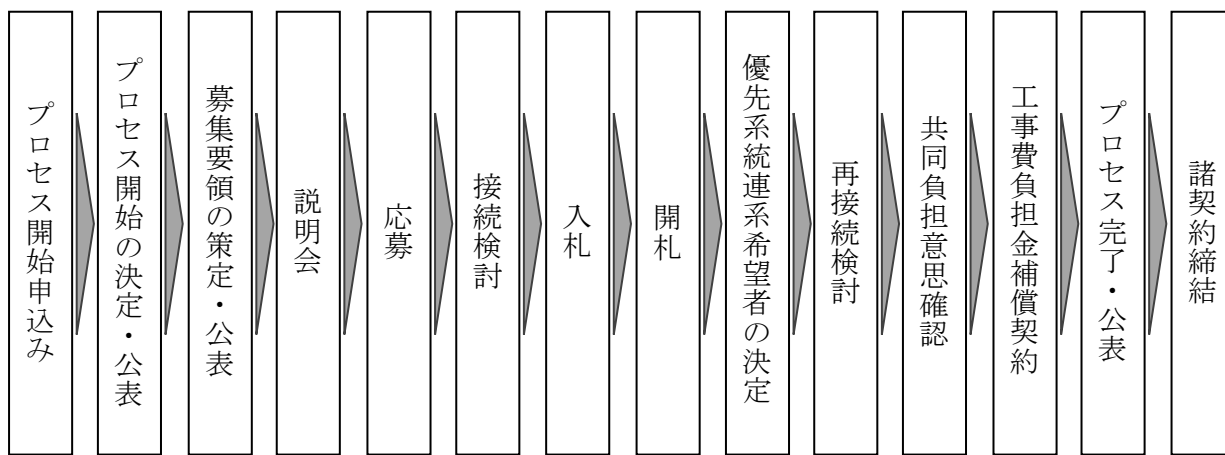 プロセス開始申込み
プロセス開始の決定・公表
募集要領の策定・公表
説明会
応募
接続検討
入札
開札
優先系統連系希望者の決定
再接続検討
共同負担意思確認
工事費負担金補償契約
プロセス完了・公表
諸契約締結